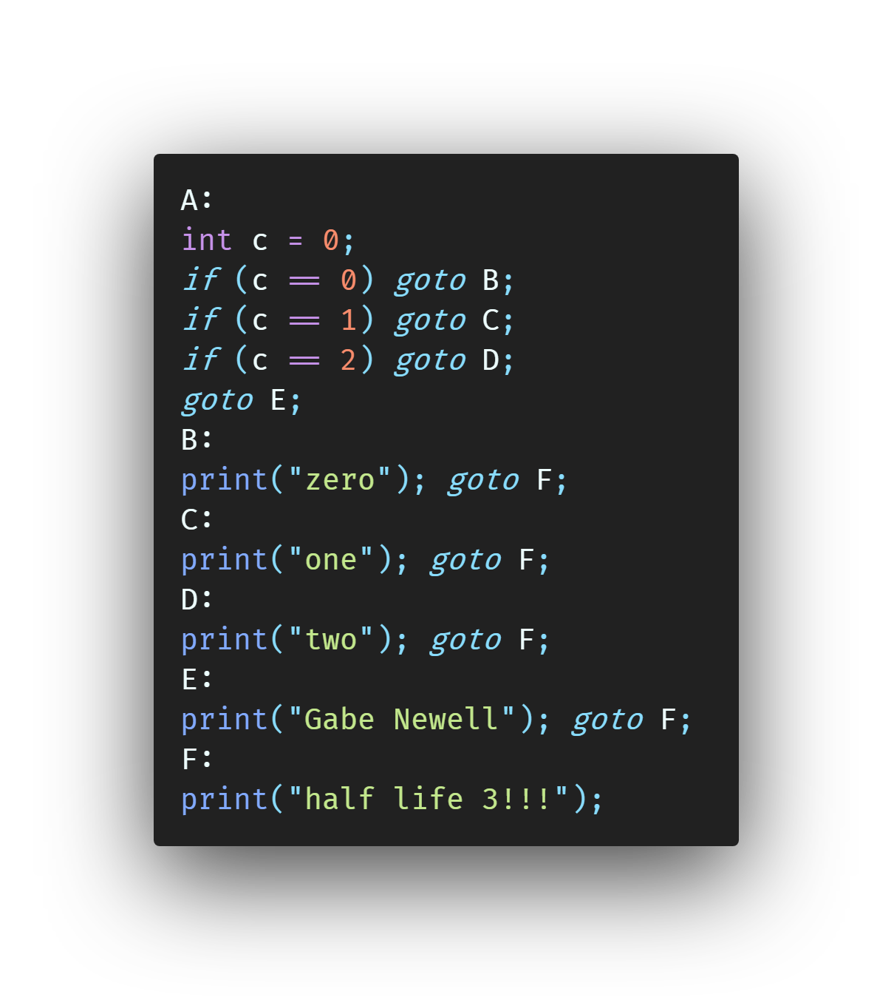 A:
int c = 0;
if (c == 0) goto B;
if (c == 1) goto C;
if (c == 2) goto D;
goto E;
B:
print("zero"); goto F;
C:
print("one"); goto F;
D:
print("two"); goto F;
E:
print("Gabe Newell"); goto F;
F:
print("half life 3!!!");